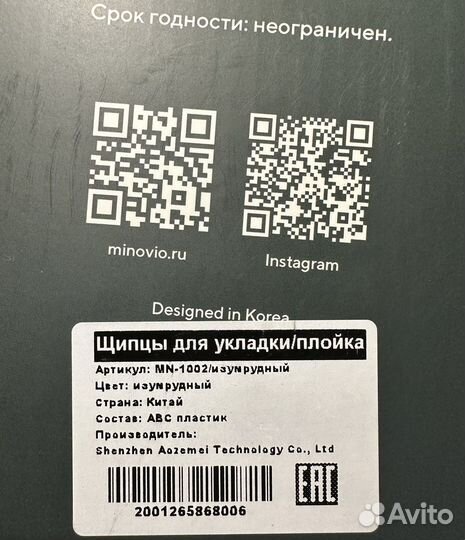 Срок годности: неограничен.
minovio.ru
Instagram
Designed in Korea
Щипцы для укладки/плойка
Артикул: MN-1002/изумрудный
Цвет: изумрудный
Страна: Китай
Состав: АВС пластик
Производитель:
Shenzhen Aozemei Technology Co., Ltd
2001265868006
EAC
Avito